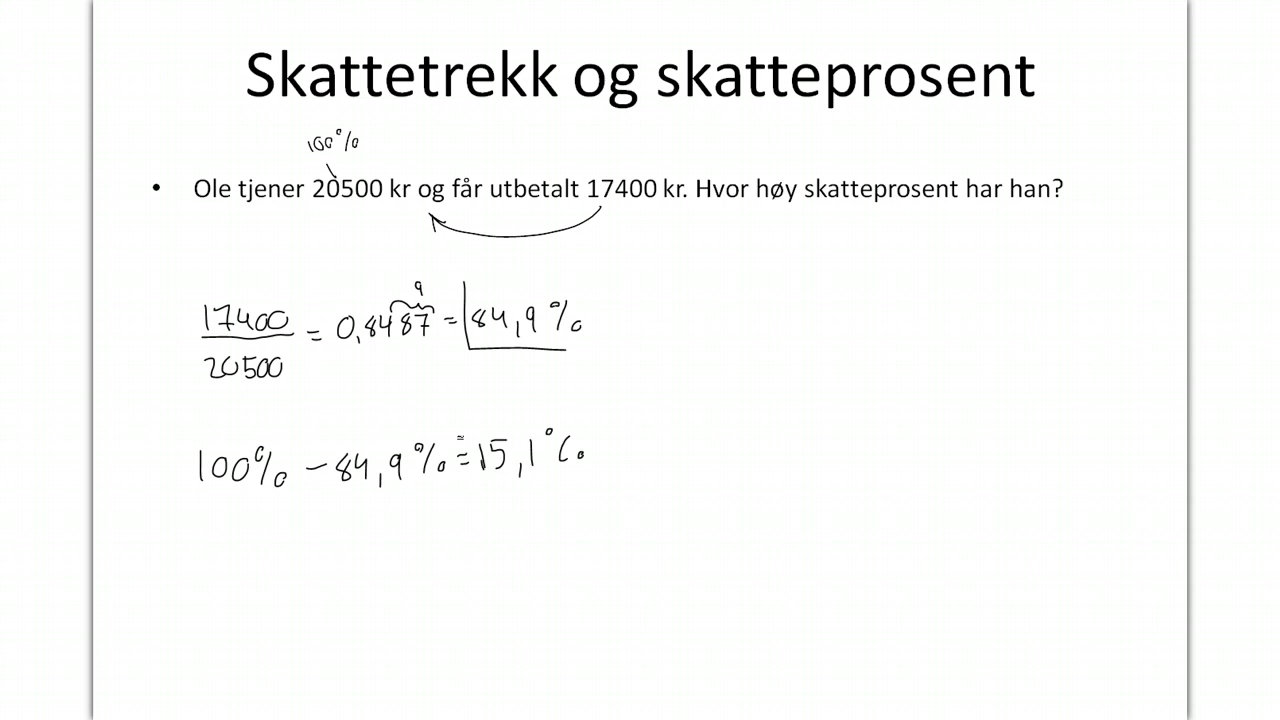 Skattetrekk og skatteprosent
100%
• Ole tjener 20500 kr og får utbetalt 17400 kr. Hvor høy skatteprosent har han?
9
17400
= 0,8487 = 84,9%
20500
100% - 84,9% = 15,1%